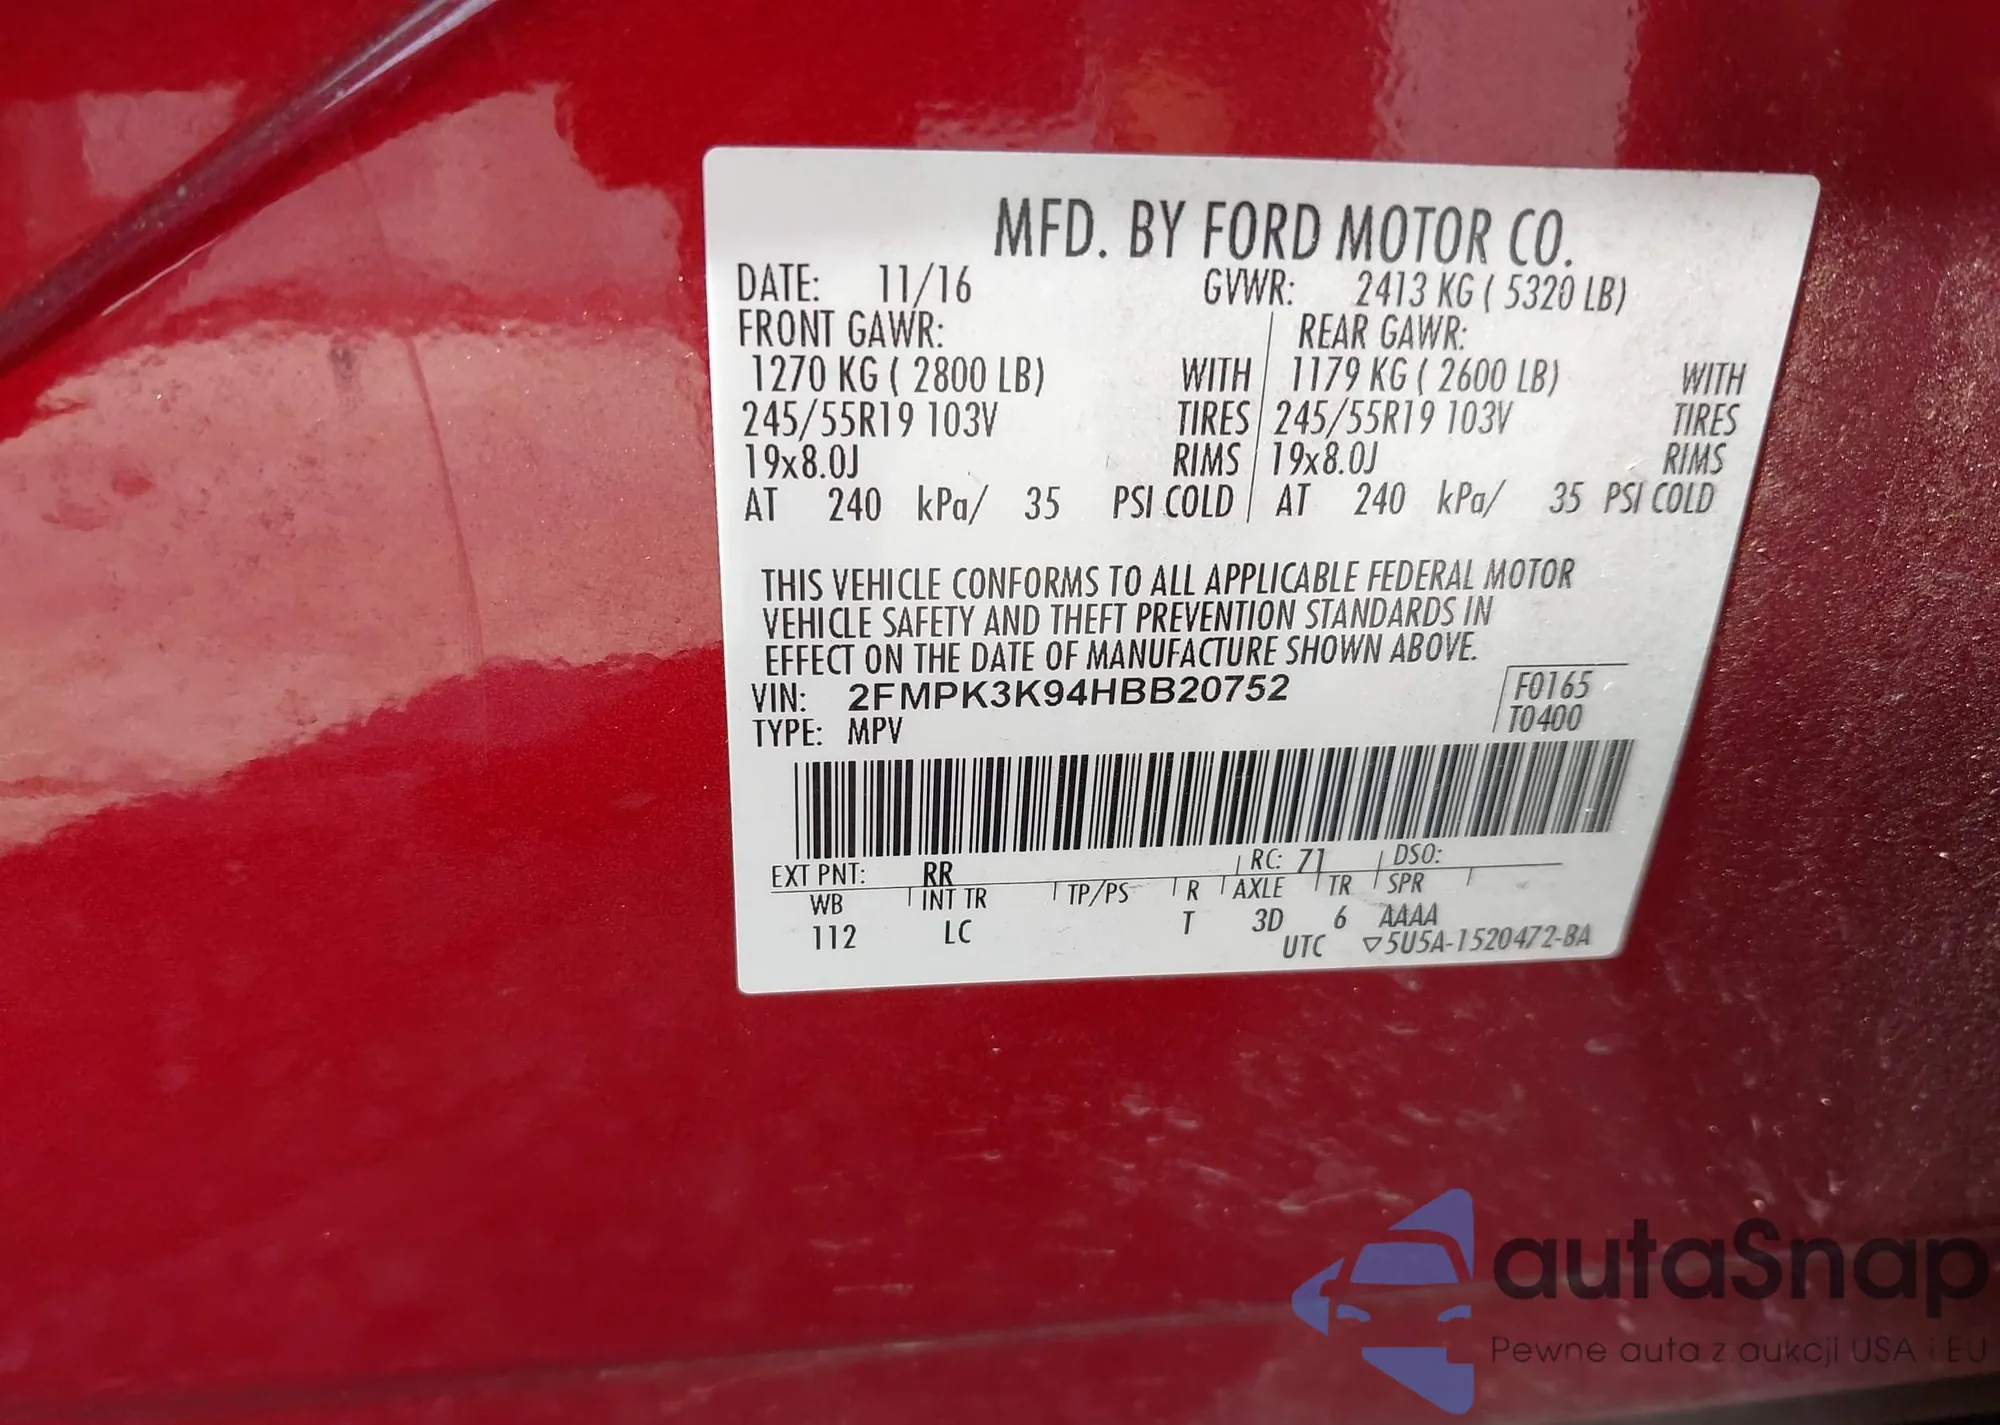 MFD. BY FORD MOTOR CO.
DATE: 11/16 GVWR: 2413 KG ( 5320 LB)
FRONT GAWR: REAR GAWR:
1270 KG ( 2800 LB) WITH 1179 KG ( 2600 LB) WITH
245/55R19 103V TIRES 245/55R19 103V TIRES
19x8.0J RIMS 19x8.0J RIMS
AT 240 kPa/ 35 PSI COLD AT 240 kPa/ 35 PSI COLD
THIS VEHICLE CONFORMS TO ALL APPLICABLE FEDERAL MOTOR
VEHICLE SAFETY AND THEFT PREVENTION STANDARDS IN
EFFECT ON THE DATE OF MANUFACTURE SHOWN ABOVE.
VIN: 2FMPK3K94HBB20752 F0165
TYPE: MPV T0400
EXT PNT: RR RC: 71 DSO:
WB INT TR TP/PS R AXLE TR SPR
112 LC T 3D 6 AAAA
UTC ▽5U5A-1520472-BA
autaSnap
Pewne auta z aukcji USA i EU